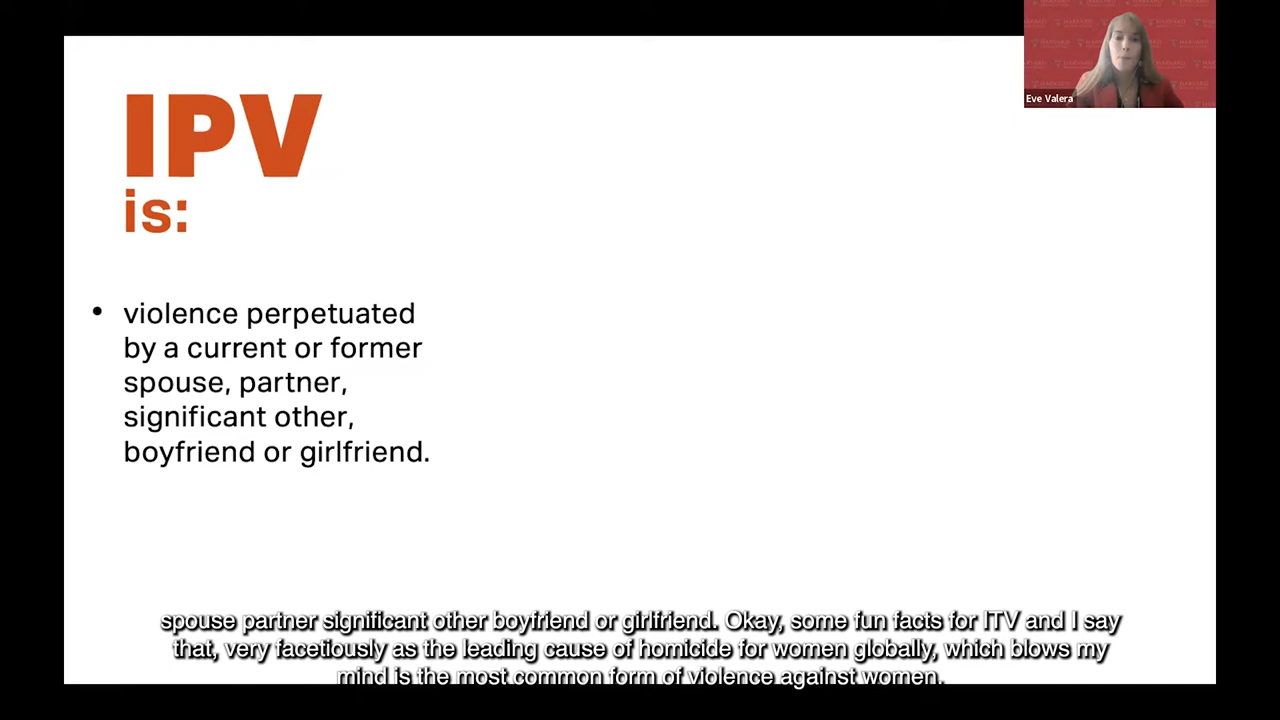 IPV
is:
• violence perpetuated
by a current or former
spouse, partner,
significant other,
boyfriend or girlfriend.
Eve Valera
spouse partner significant other boyfriend or girlfriend. Okay, some fun facts for ITV and I say
that, very facetiously as the leading cause of homicide for women globally, which blows my
mind is the most common form of violence against women.